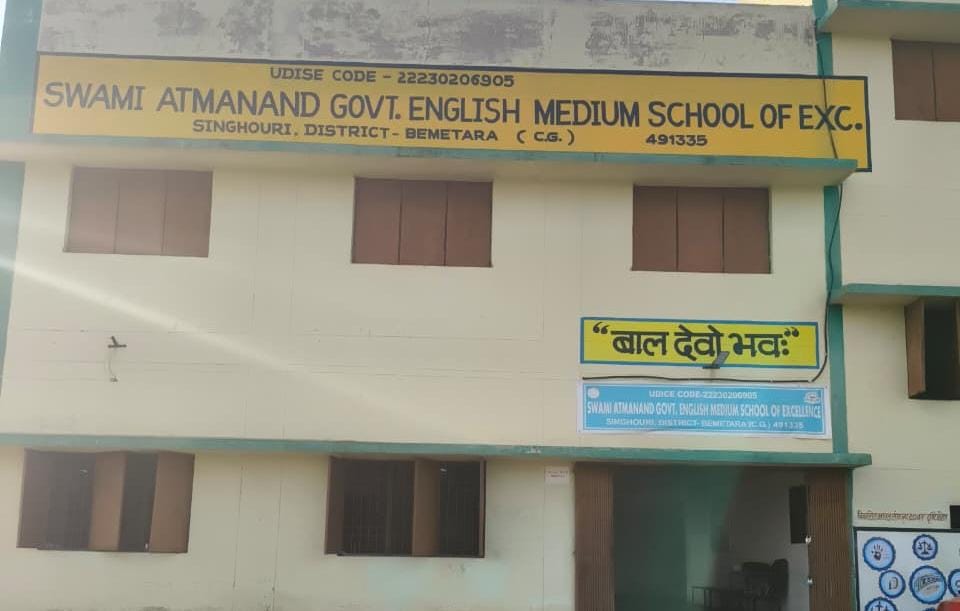 UDISE CODE - 22230206905
SWAMI ATMANAND GOVT. ENGLISH MEDIUM SCHOOL OF EXC.
SINGHOURI, DISTRICT- BEMETARA ( C.G. ) 491335
“बाल देवो भवः”
UDICE CODE-22230206905
SWAMI ATMANAND GOVT. ENGLISH MEDIUM SCHOOL OF EXCELLENCE
SINGHOURI, DISTRICT- BEMETARA (C.G.) 491335